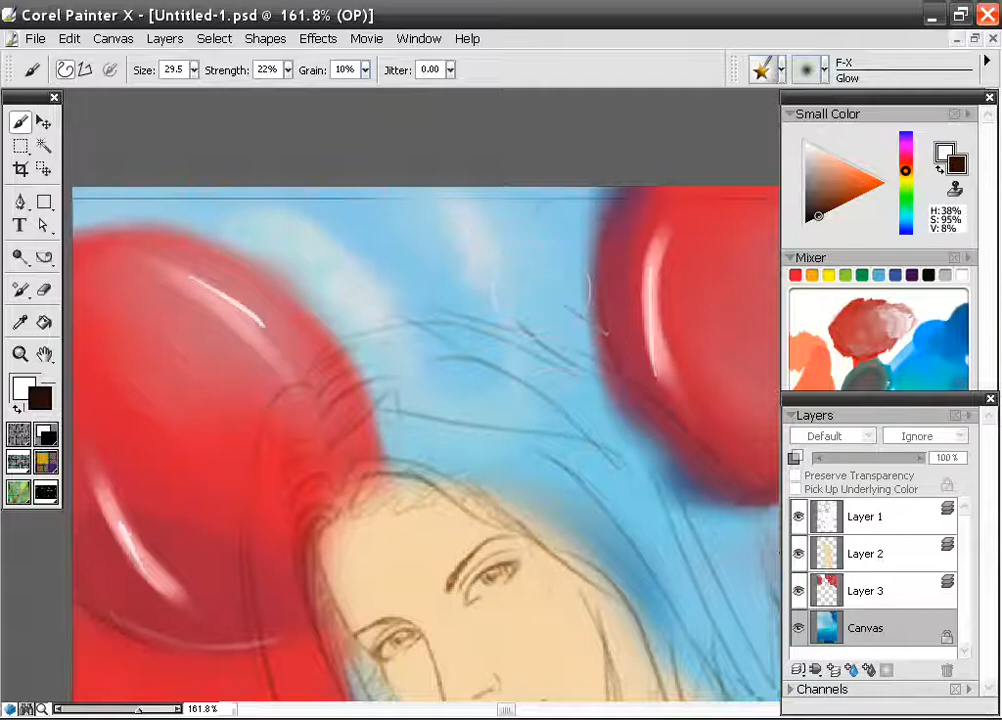 Corel Painter X - [Untitled-1.psd @ 161.8% (OP)]
File Edit Canvas Layers Select Shapes Effects Movie Window Help
Size: 29.5 Strength: 22% Grain: 10% Jitter: 0.00
F-X
Glow
Small Color
H:38%
S:95%
V:8%
Mixer
T
Layers
Default Ignore
100%
Preserve Transparency
Pick Up Underlying Color
Layer 1
Layer 2
Layer 3
Canvas
Channels
161.8%